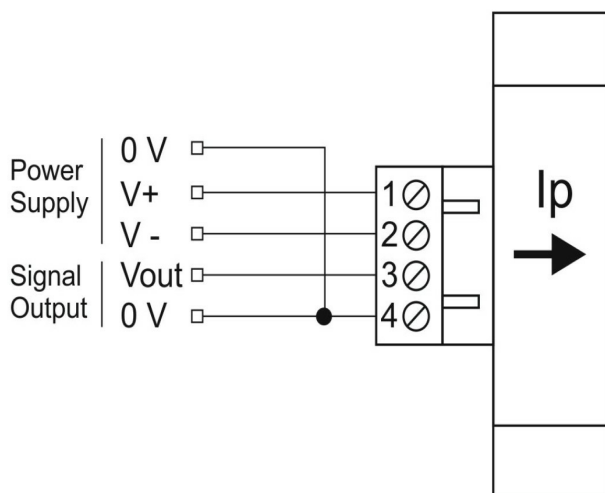 Power
Supply
0 V
V+
V -
Signal
Output
Vout
0 V
1
2
3
4
Ip